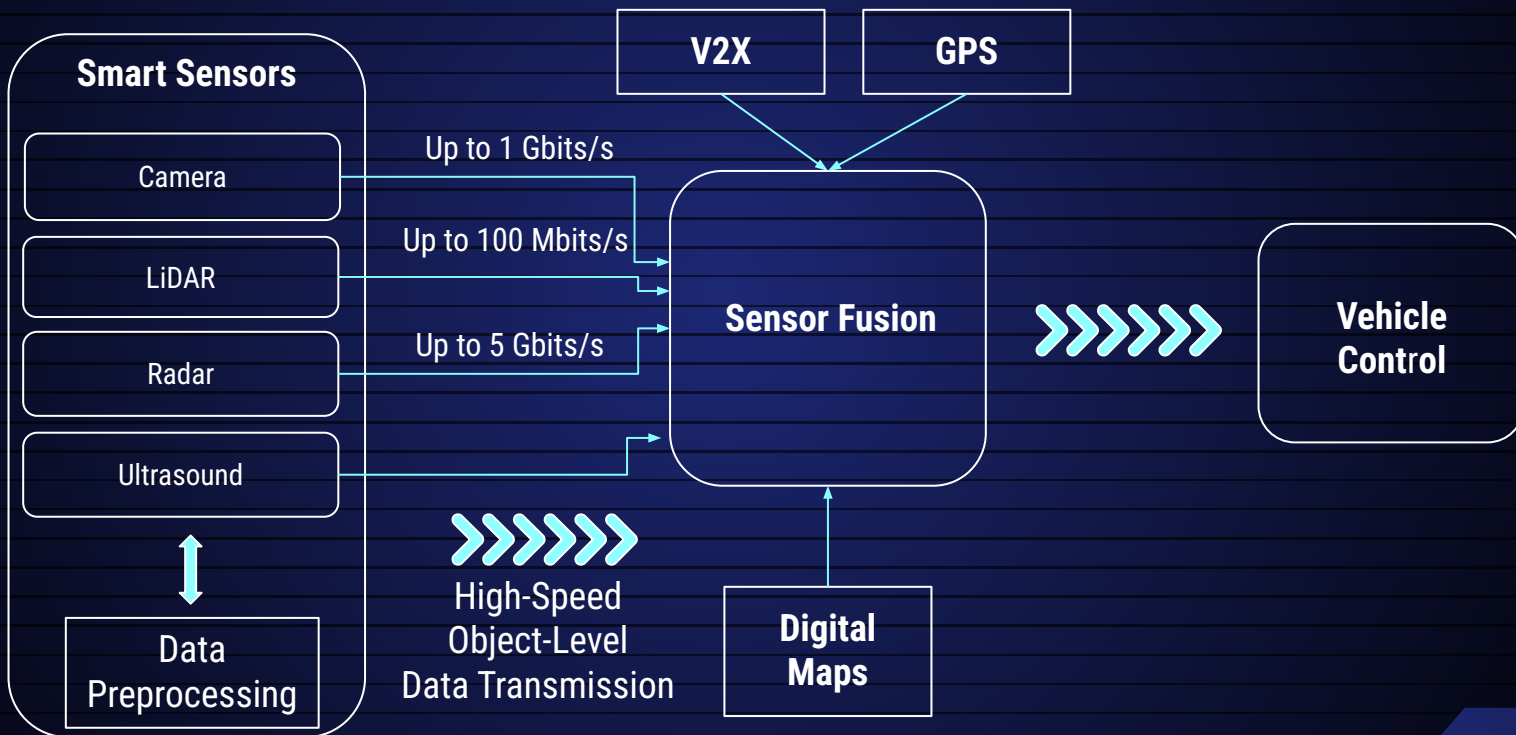 Smart Sensors
Camera
LiDAR
Radar
Ultrasound
Data
Preprocessing
Up to 1 Gbits/s
Up to 100 Mbits/s
Up to 5 Gbits/s
High-Speed
Object-Level
Data Transmission
V2X
GPS
Sensor Fusion
Digital
Maps
Vehicle
Control